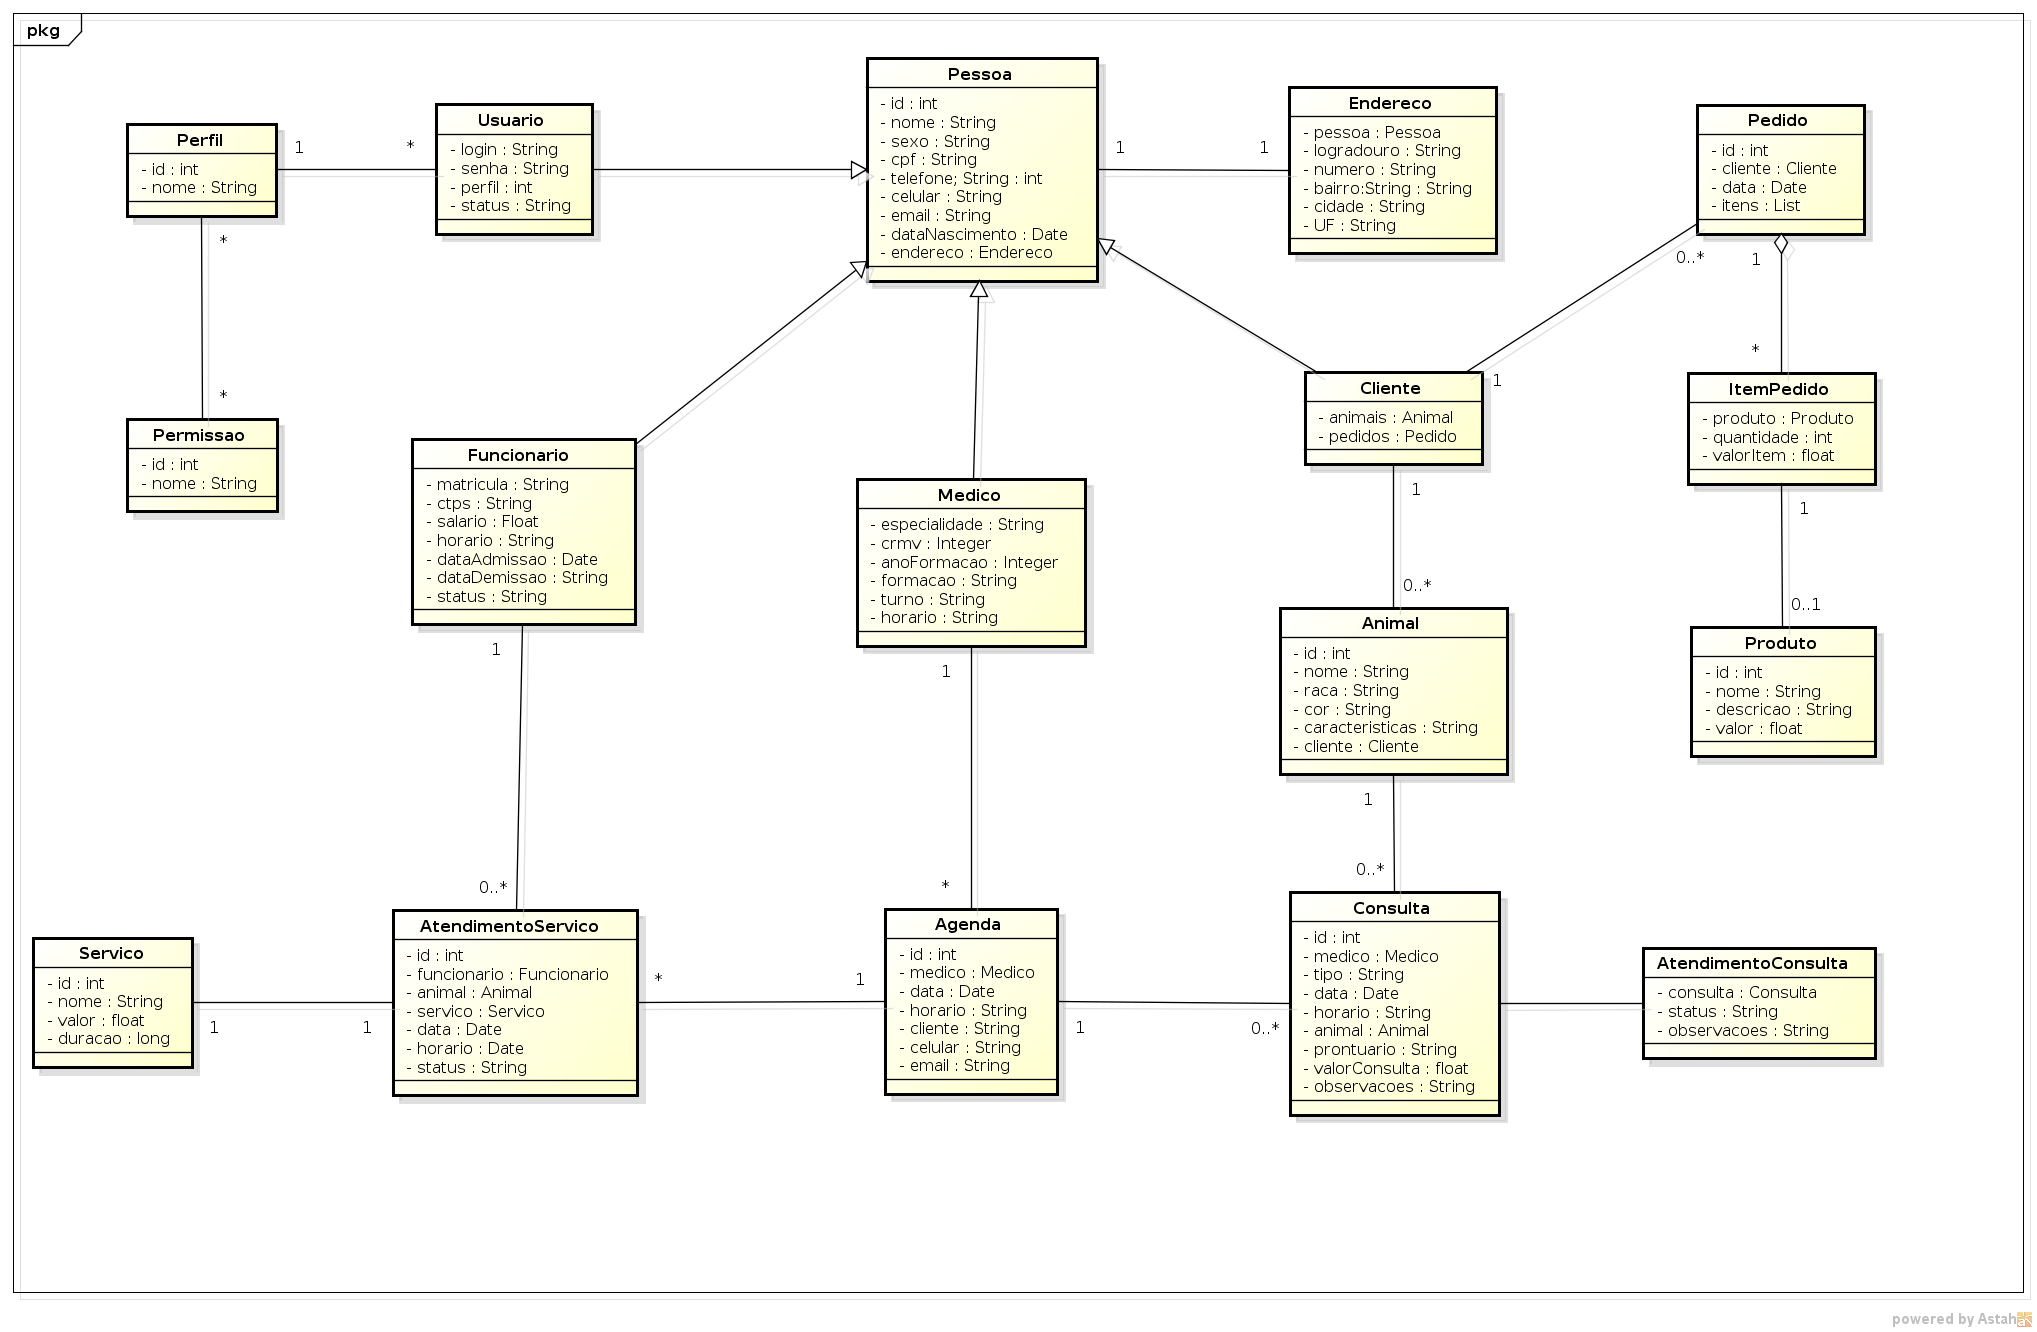 pkg
Perfil
- id : int
- nome : String
1
*
Usuario
- login : String
- senha : String
- perfil : int
- status : String
Pessoa
- id : int
- nome : String
- sexo : String
- cpf : String
- telefone; String : int
- celular : String
- email : String
- dataNascimento : Date
- endereco : Endereco
1
1
Endereco
- pessoa : Pessoa
- logradouro : String
- numero : String
- bairro:String : String
- cidade : String
- UF : String
Pedido
- id : int
- cliente : Cliente
- data : Date
- itens : List
*
*
0..*
1
1
*
Permissao
- id : int
- nome : String
Funcionario
- matricula : String
- ctps : String
- salario : Float
- horario : String
- dataAdmissao : Date
- dataDemissao : String
- status : String
Medico
- especialidade : String
- crmv : Integer
- anoFormacao : Integer
- formacao : String
- turno : String
- horario : String
Cliente
- animais : Animal
- pedidos : Pedido
ItemPedido
- produto : Produto
- quantidade : int
- valorItem : float
1
0..*
1
0..1
Animal
- id : int
- nome : String
- raca : String
- cor : String
- caracteristicas : String
- cliente : Cliente
Produto
- id : int
- nome : String
- descricao : String
- valor : float
1
0..*
1
*
1
0..*
Servico
- id : int
- nome : String
- valor : float
- duracao : long
1
1
AtendimentoServico
- id : int
- funcionario : Funcionario
- animal : Animal
- servico : Servico
- data : Date
- horario : Date
- status : String
*
1
Agenda
- id : int
- medico : Medico
- data : Date
- horario : String
- cliente : String
- celular : String
- email : String
1
0..*
Consulta
- id : int
- medico : Medico
- tipo : String
- data : Date
- horario : String
- animal : Animal
- prontuario : String
- valorConsulta : float
- observacoes : String
AtendimentoConsulta
- consulta : Consulta
- status : String
- observacoes : String
powered by Astah